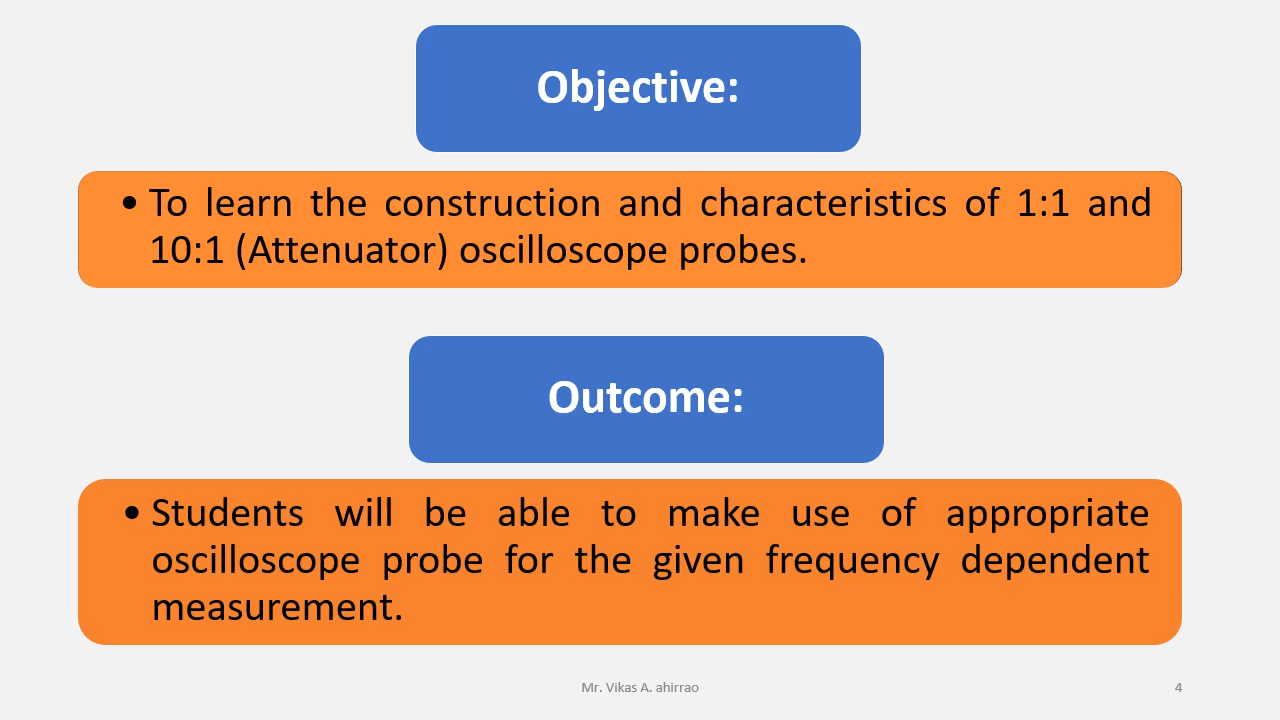 Objective:
• To learn the construction and characteristics of 1:1 and
10:1 (Attenuator) oscilloscope probes.
Outcome:
• Students will be able to make use of appropriate
oscilloscope probe for the given frequency dependent
measurement.
Mr. Vikas A. ahirrao
4